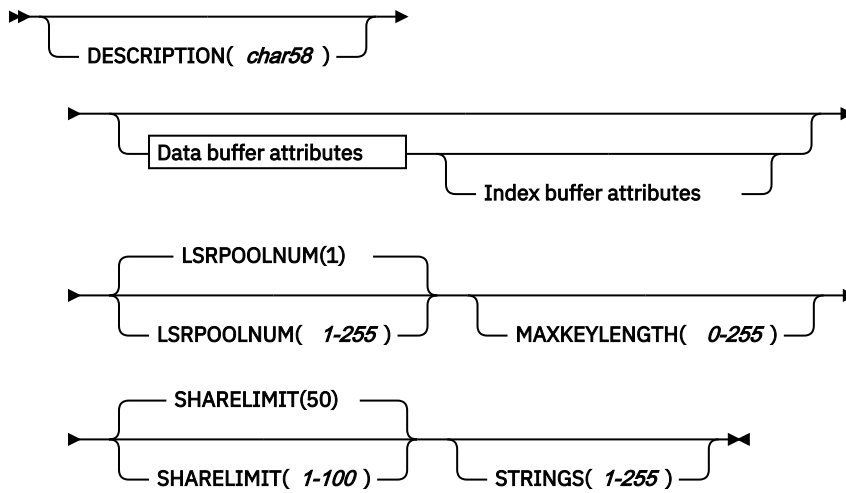 DESCRIPTION( char58 )
Data buffer attributes
Index buffer attributes
LSRPOOLNUM(1)
LSRPOOLNUM( 1-255 )
MAXKEYLENGTH( 0-255 )
SHARELIMIT(50)
SHARELIMIT( 1-100 )
STRINGS( 1-255 )